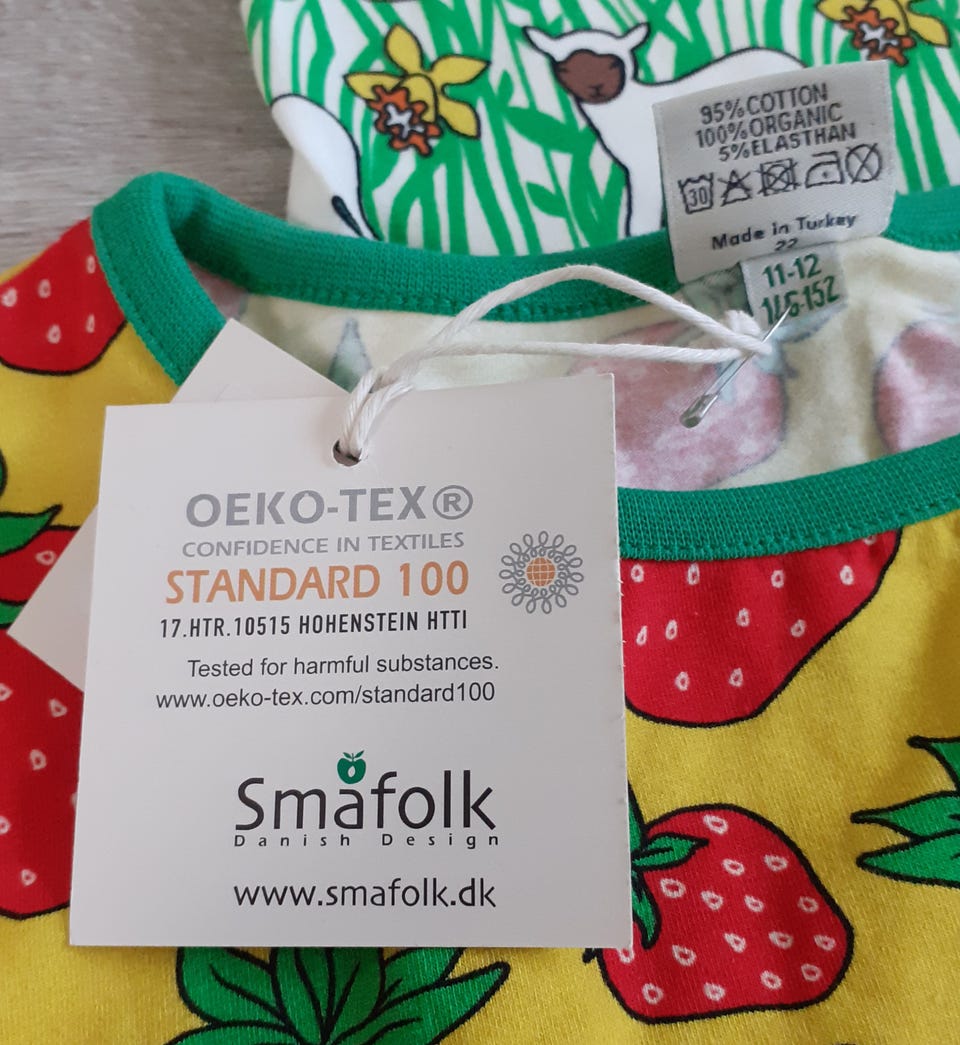 95% COTTON
100% ORGANIC
5% ELASTHAN
30
Made in Turkey
22
11-12
146-152
OEKO-TEX®
CONFIDENCE IN TEXTILES
STANDARD 100
17.HTR.10515 HOHENSTEIN HTTI
Tested for harmful substances.
www.oeko-tex.com/standard100
Småfolk
Danish Design
www.smafolk.dk